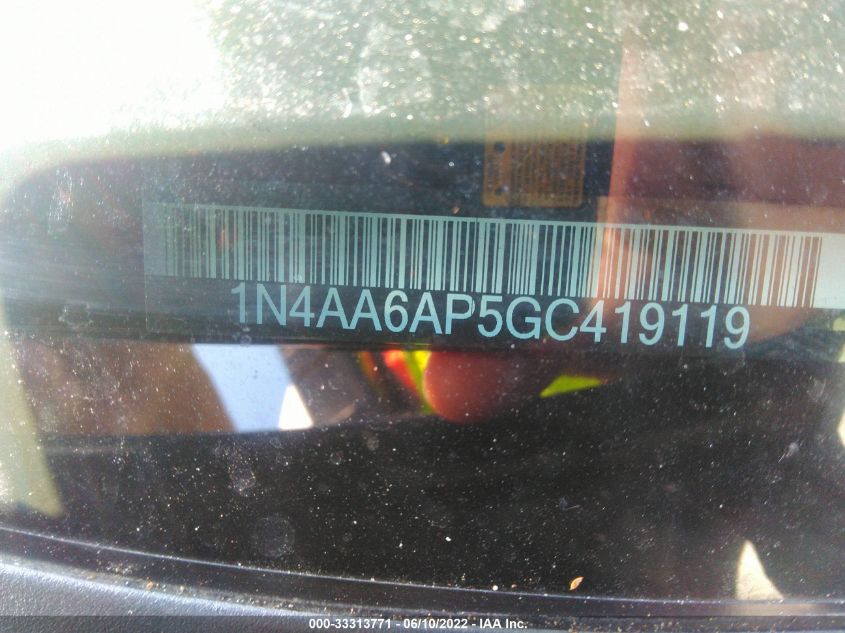 1N4AA6AP5GC419119
000-33313771 - 06/10/2022 - IAA Inc.